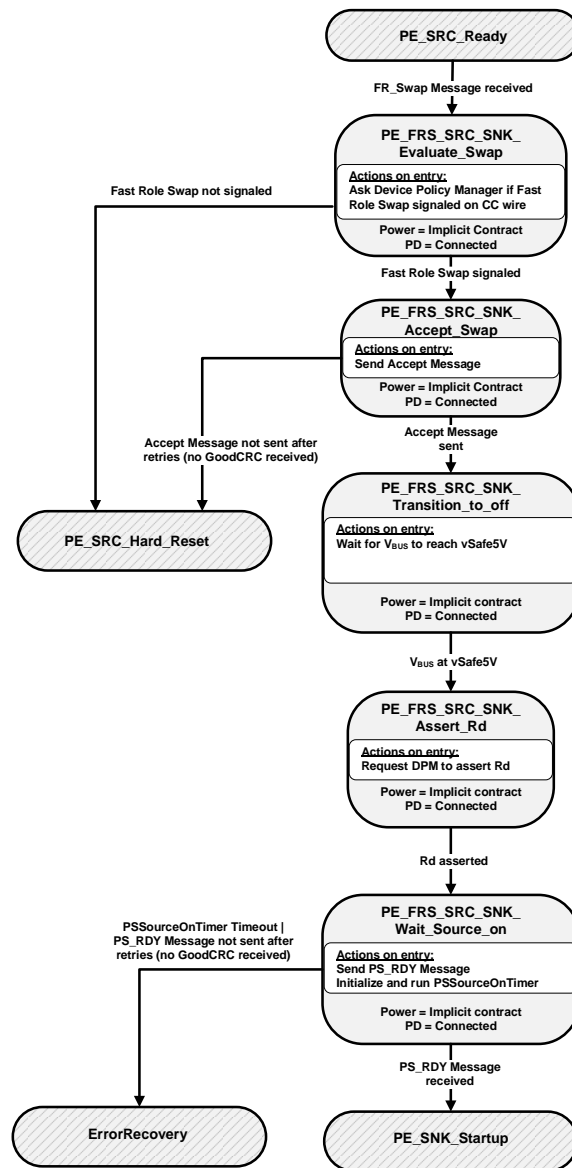 PE_SRC_Ready
FR_Swap Message received
PE_FRS_SRC_SNK_
Evaluate_Swap
Actions on entry:
Ask Device Policy Manager if Fast
Role Swap signaled on CC wire
Power = Implicit Contract
PD = Connected
Fast Role Swap not signaled
Fast Role Swap signaled
PE_FRS_SRC_SNK_
Accept_Swap
Actions on entry:
Send Accept Message
Power = Implicit Contract
PD = Connected
Accept Message not sent after
retries (no GoodCRC received)
Accept Message
sent
PE_FRS_SRC_SNK_
Transition_to_off
Actions on entry:
Wait for VBUS to reach vSafe5V
Power = Implicit contract
PD = Connected
PE_SRC_Hard_Reset
VBUS at vSafe5V
PE_FRS_SRC_SNK_
Assert_Rd
Actions on entry:
Request DPM to assert Rd
Power = Implicit contract
PD = Connected
Rd asserted
PE_FRS_SRC_SNK_
Wait_Source_on
Actions on entry:
Send PS_RDY Message
Initialize and run PSSourceOnTimer
Power = Implicit contract
PD = Connected
PSSourceOnTimer Timeout |
PS_RDY Message not sent after
retries (no GoodCRC received)
PS_RDY Message
received
ErrorRecovery
PE_SNK_Startup